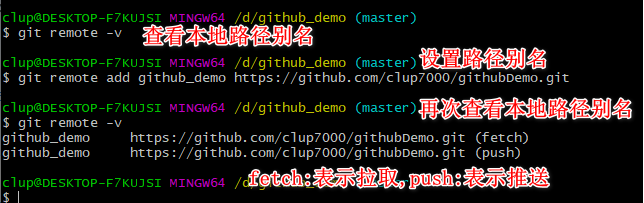 clup@DESKTOP-F7KUJSI MINGW64 /d/github_demo (master)
$ git remote -v 查看本地路径别名
clup@DESKTOP-F7KUJSI MINGW64 /d/github_demo (master) 设置路径别名
$ git remote add github_demo https://github.com/clup7000/githubDemo.git
clup@DESKTOP-F7KUJSI MINGW64 /d/github_demo (master) 再次查看本地路径别名
$ git remote -v
github_demo https://github.com/clup7000/githubDemo.git (fetch)
github_demo https://github.com/clup7000/githubDemo.git (push)
clup@DESKTOP-F7KUJSI MINGW64 /d/ fetch:表示拉取,push:表示推送
$